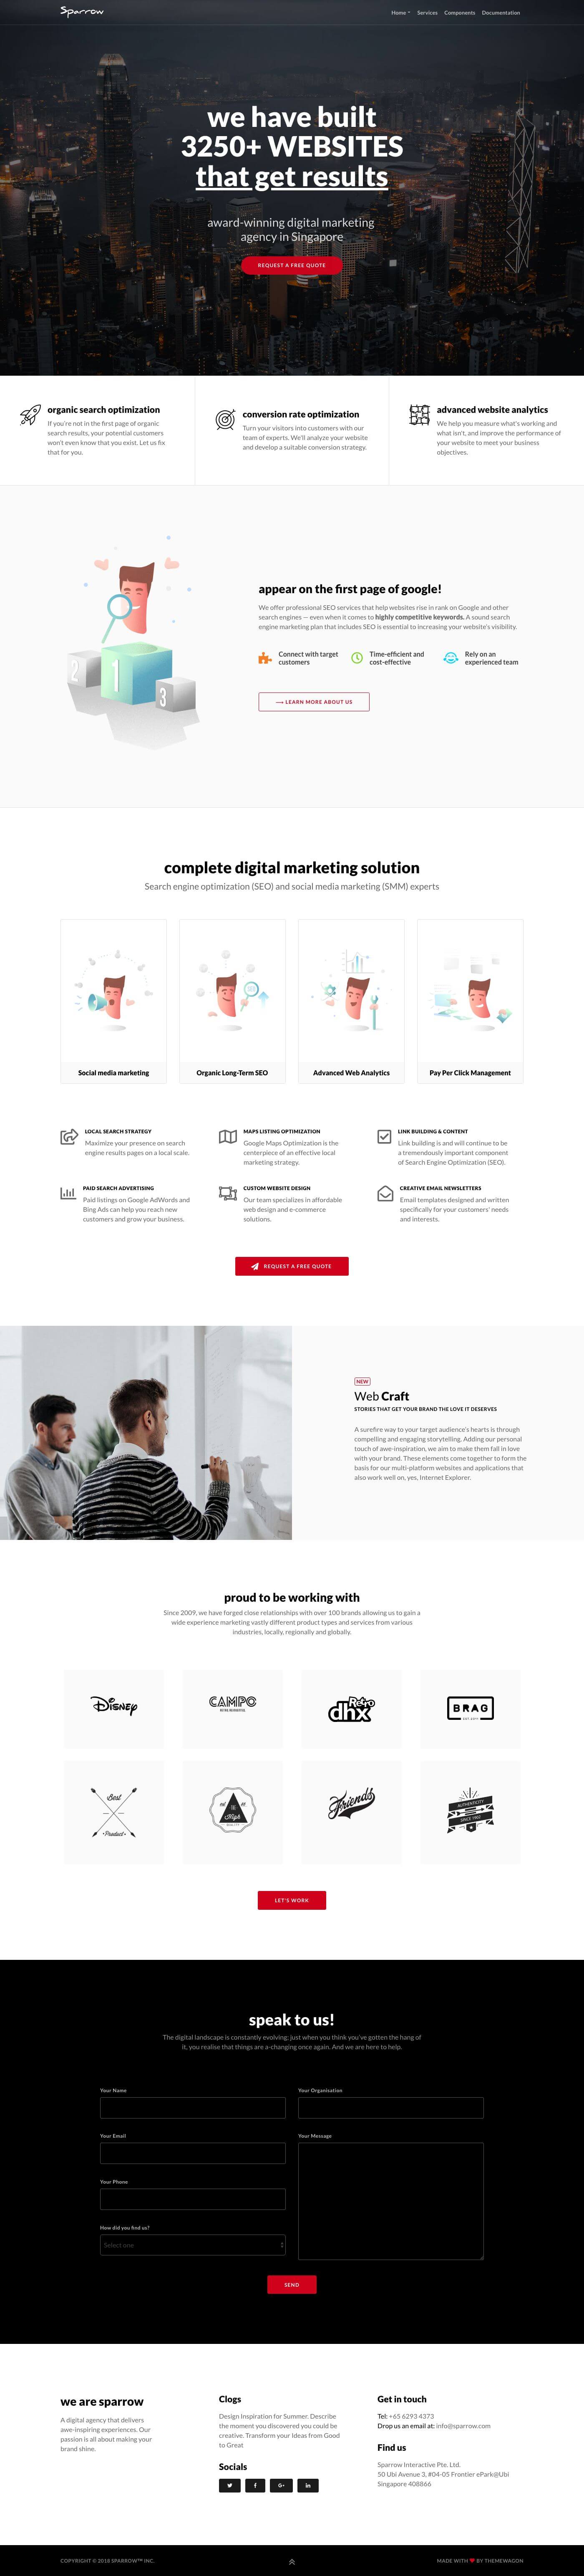 Sparrow
Home Services Components Documentation
we have built
3250+ WEBSITES
that get results
award-winning digital marketing
agency in Singapore
REQUEST A FREE QUOTE
organic search optimization
If you're not in the first page of organic
search results, your potential customers
won't even know that you exist. Let us fix
that for you.
conversion rate optimization
Turn your visitors into customers with our
team of experts. We'll analyze your website
and develop a suitable conversion strategy.
advanced website analytics
We help you measure what's working and
what isn't, and improve the performance of
your website to meet your business
objectives.
2 1 3
appear on the first page of google!
We offer professional SEO services that help websites rise in rank on Google and other
search engines — even when it comes to highly competitive keywords. A sound search
engine marketing plan that includes SEO is essential to increasing your website's visibility.
Connect with target
customers
Time-efficient and
cost-effective
Rely on an
experienced team
⟶ LEARN MORE ABOUT US
complete digital marketing solution
Search engine optimization (SEO) and social media marketing (SMM) experts
Social media marketing
Organic Long-Term SEO
Advanced Web Analytics
Pay Per Click Management
LOCAL SEARCH STRATEGY
Maximize your presence on search
engine results pages on a local scale.
MAPS LISTING OPTIMIZATION
Google Maps Optimization is the
centerpiece of an effective local
marketing strategy.
LINK BUILDING & CONTENT
Link building is and will continue to be
a tremendously important component
of Search Engine Optimization (SEO).
PAID SEARCH ADVERTISING
Paid listings on Google AdWords and
Bing Ads can help you reach new
customers and grow your business.
CUSTOM WEBSITE DESIGN
Our team specializes in affordable
web design and e-commerce
solutions.
CREATIVE EMAIL NEWSLETTERS
Email templates designed and written
specifically for your customers' needs
and interests.
REQUEST A FREE QUOTE
NEW
Web Craft
STORIES THAT GET YOUR BRAND THE LOVE IT DESERVES
A surefire way to your target audience's hearts is through
compelling and engaging storytelling. Adding our personal
touch of awe-inspiration, we aim to make them fall in love
with your brand. These elements come together to form the
basis for our multi-platform websites and applications that
also work well on, yes, Internet Explorer.
proud to be working with
Since 2009, we have forged close relationships with over 100 brands allowing us to gain a
wide experience marketing vastly different product types and services from various
industries, locally, regionally and globally.
Disney
CAMPO
Retro
dhx
BRAG
Best
Product
High
Friends
AUTHENTICITY
SINCE 1902
LET'S WORK
speak to us!
The digital landscape is constantly evolving; just when you think you've gotten the hang of
it, you realise that things are a-changing once again. And we are here to help.
Your Name
Your Organisation
Your Email
Your Message
Your Phone
How did you find us?
Select one
SEND
we are sparrow
A digital agency that delivers
awe-inspiring experiences. Our
passion is all about making your
brand shine.
Clogs
Design Inspiration for Summer. Describe
the moment you discovered you could be
creative. Transform your Ideas from Good
to Great
Socials
Get in touch
Tel: +65 6293 4373
Drop us an email at: info@sparrow.com
Find us
Sparrow Interactive Pte. Ltd.
50 Ubi Avenue 3, #04-05 Frontier ePark@Ubi
Singapore 408866
COPYRIGHT © 2018 SPARROW™ INC.
MADE WITH ❤ BY THEMEWAGON